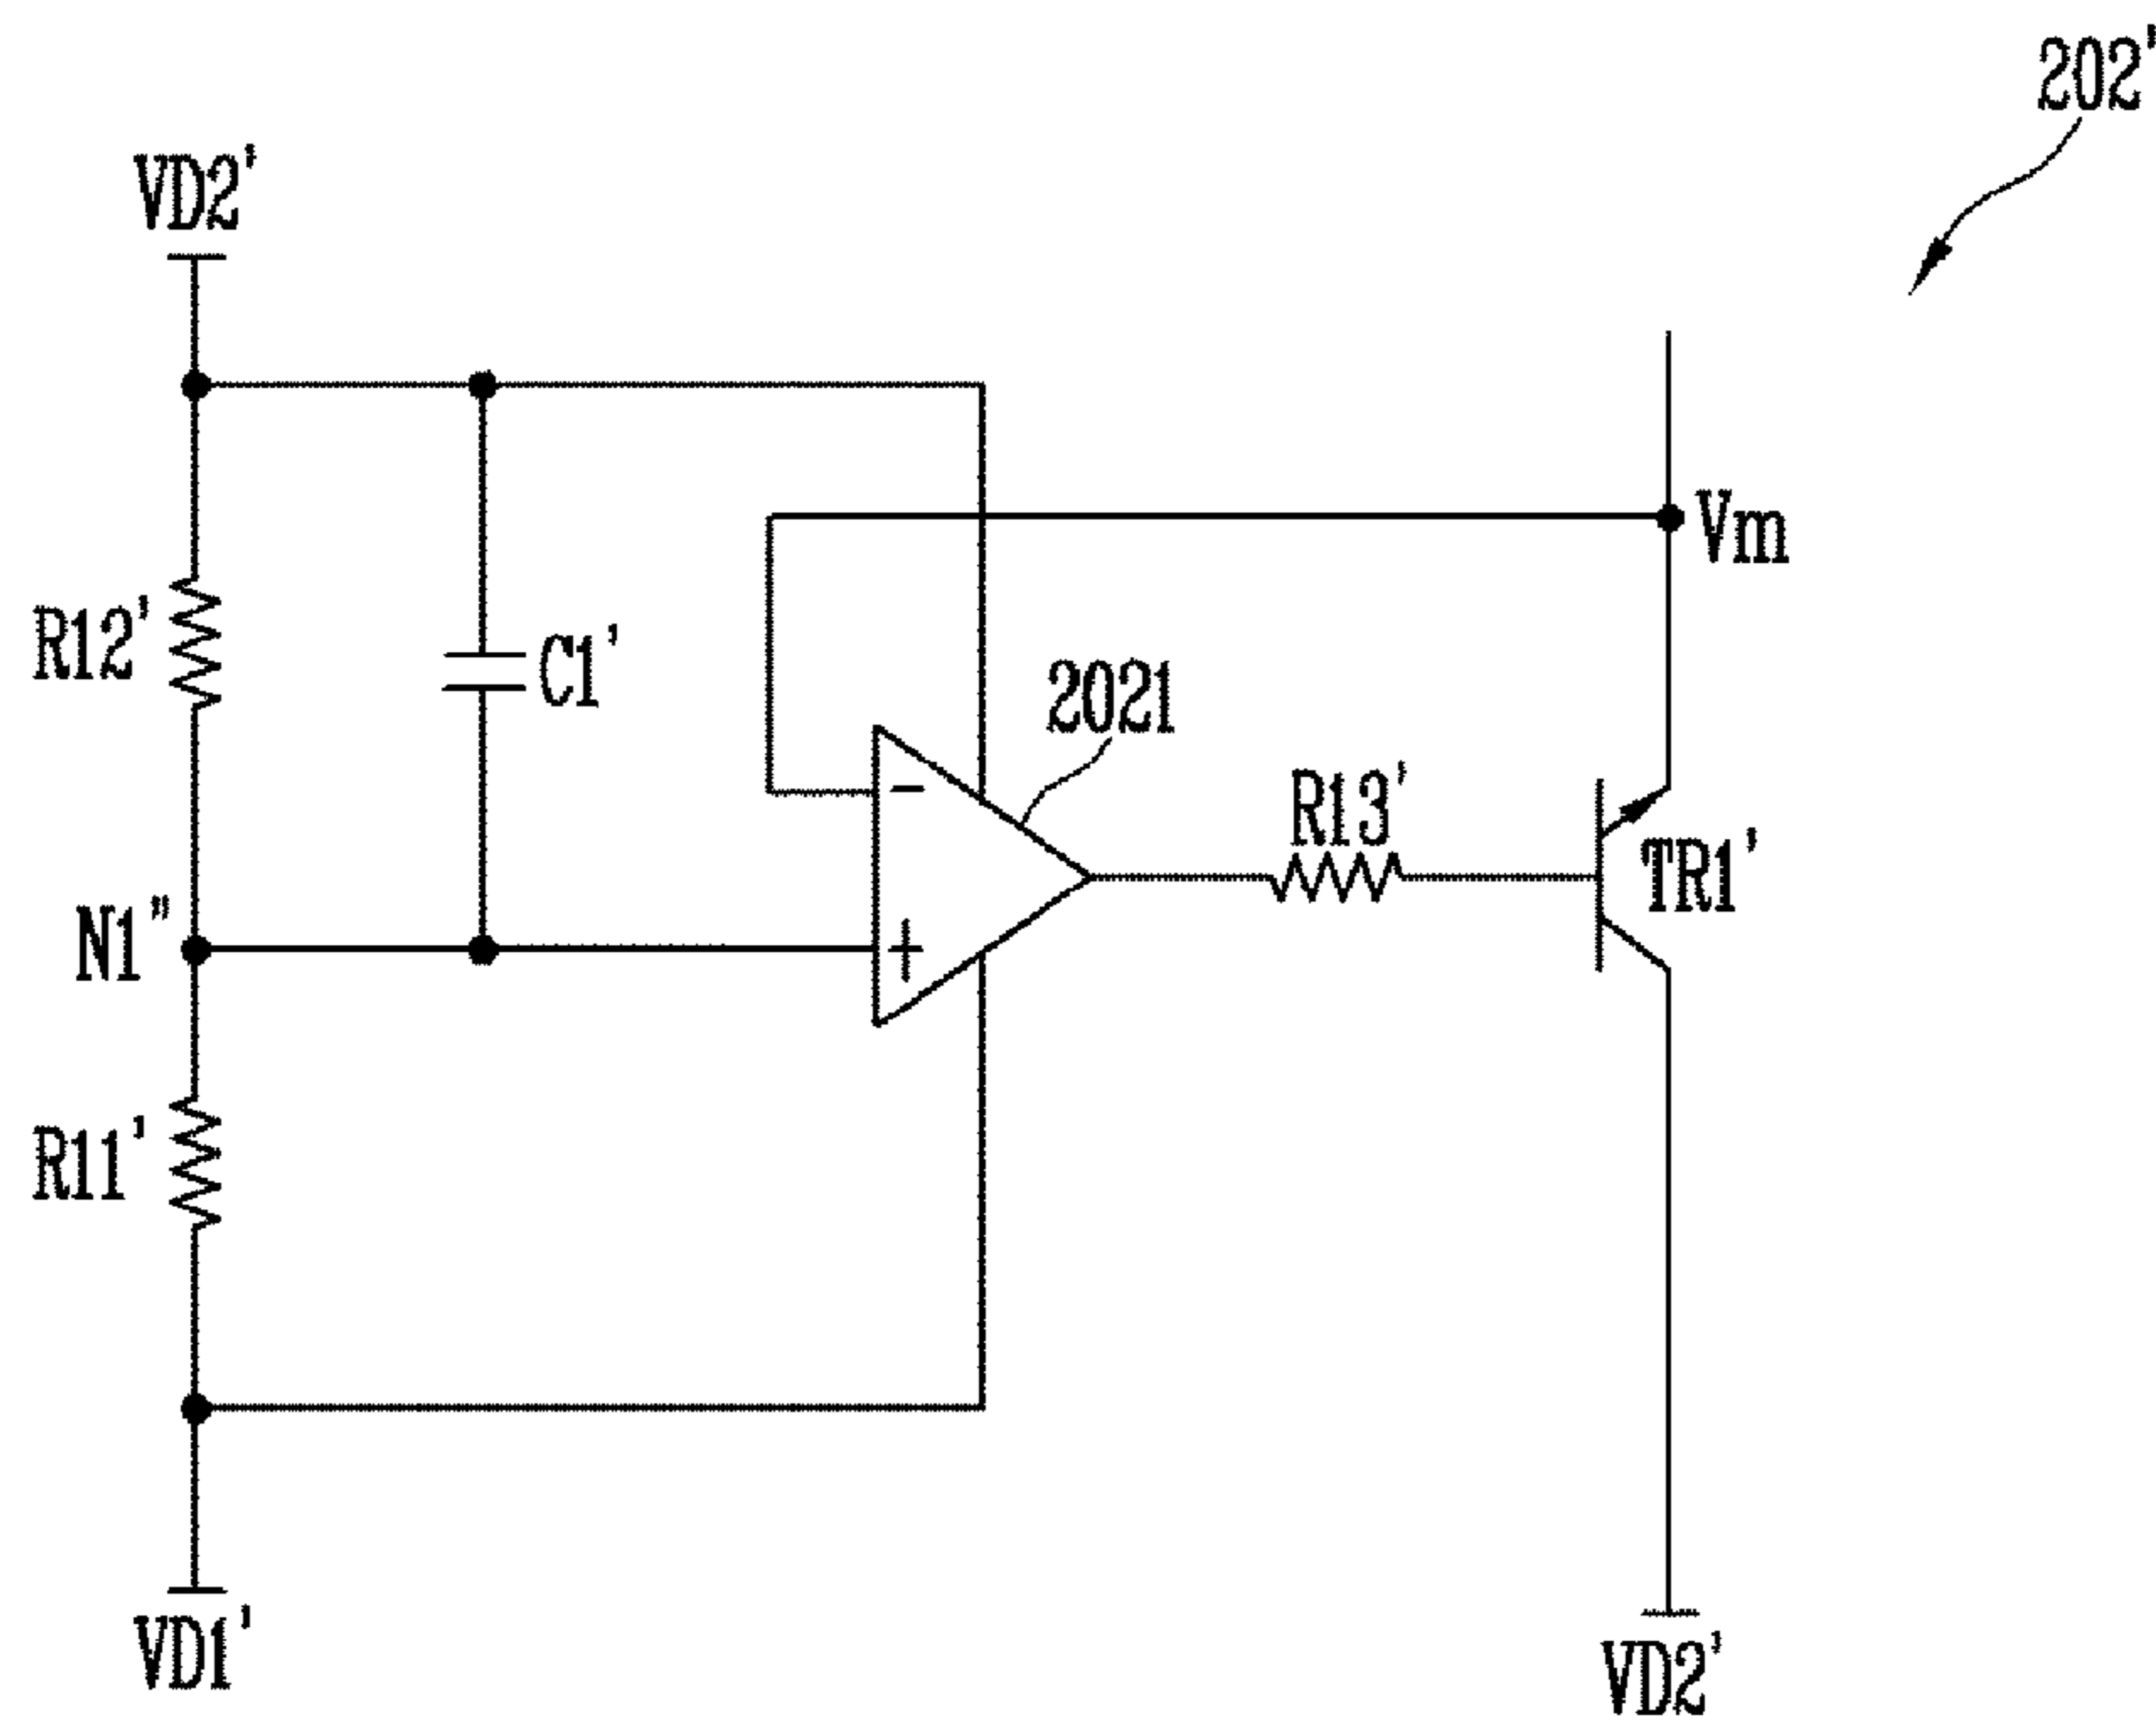 202'
VD2'
Vm
R12'
C1'
2021
R13'
TR1'
N1"
R11'
VD1'
VD2'
-
+